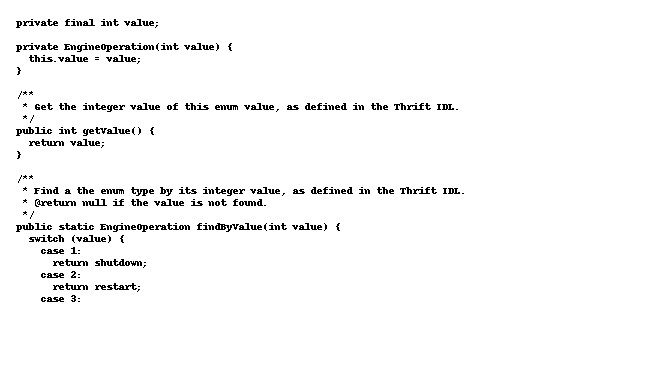 private final int value;
private EngineOperation(int value) {
this.value = value;
}
/**
* Get the integer value of this enum value, as defined in the Thrift IDL.
*/
public int getValue() {
return value;
}
/**
* Find a the enum type by its integer value, as defined in the Thrift IDL.
* @return null if the value is not found.
*/
public static EngineOperation findByValue(int value) {
switch (value) {
case 1:
return shutdown;
case 2:
return restart;
case 3: